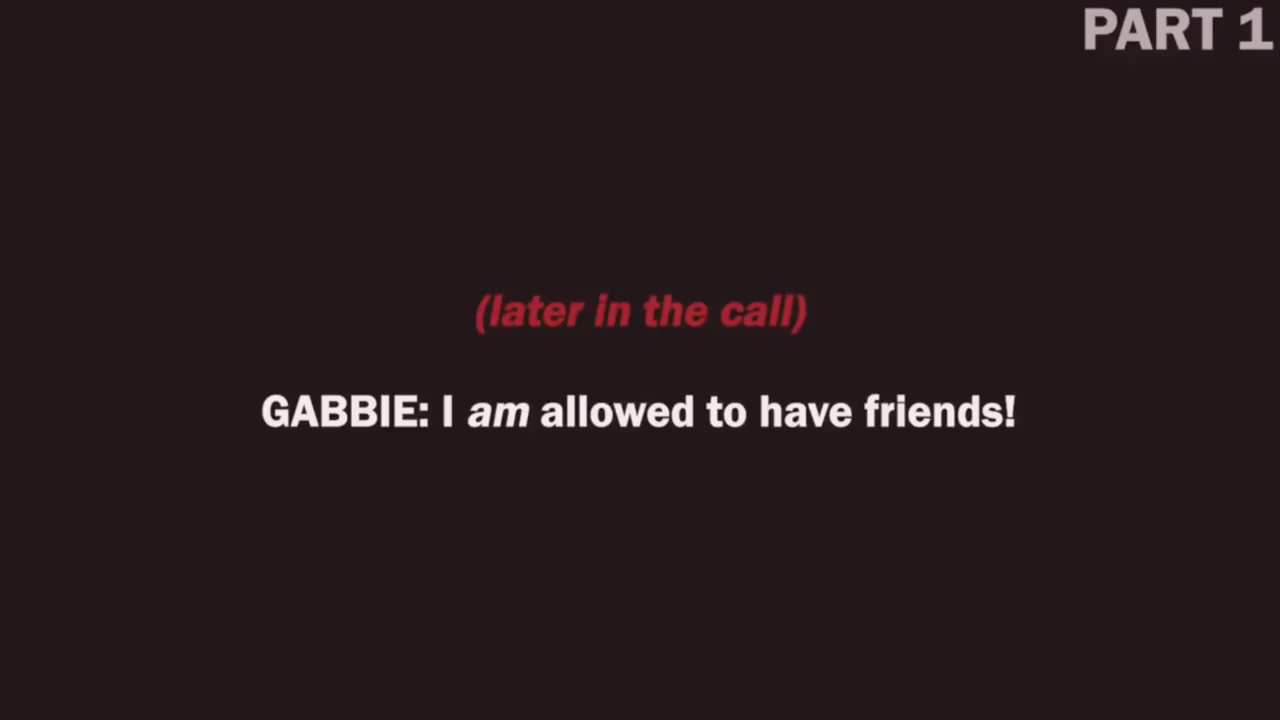 PART 1
(later in the call)
GABBIE: I am allowed to have friends!